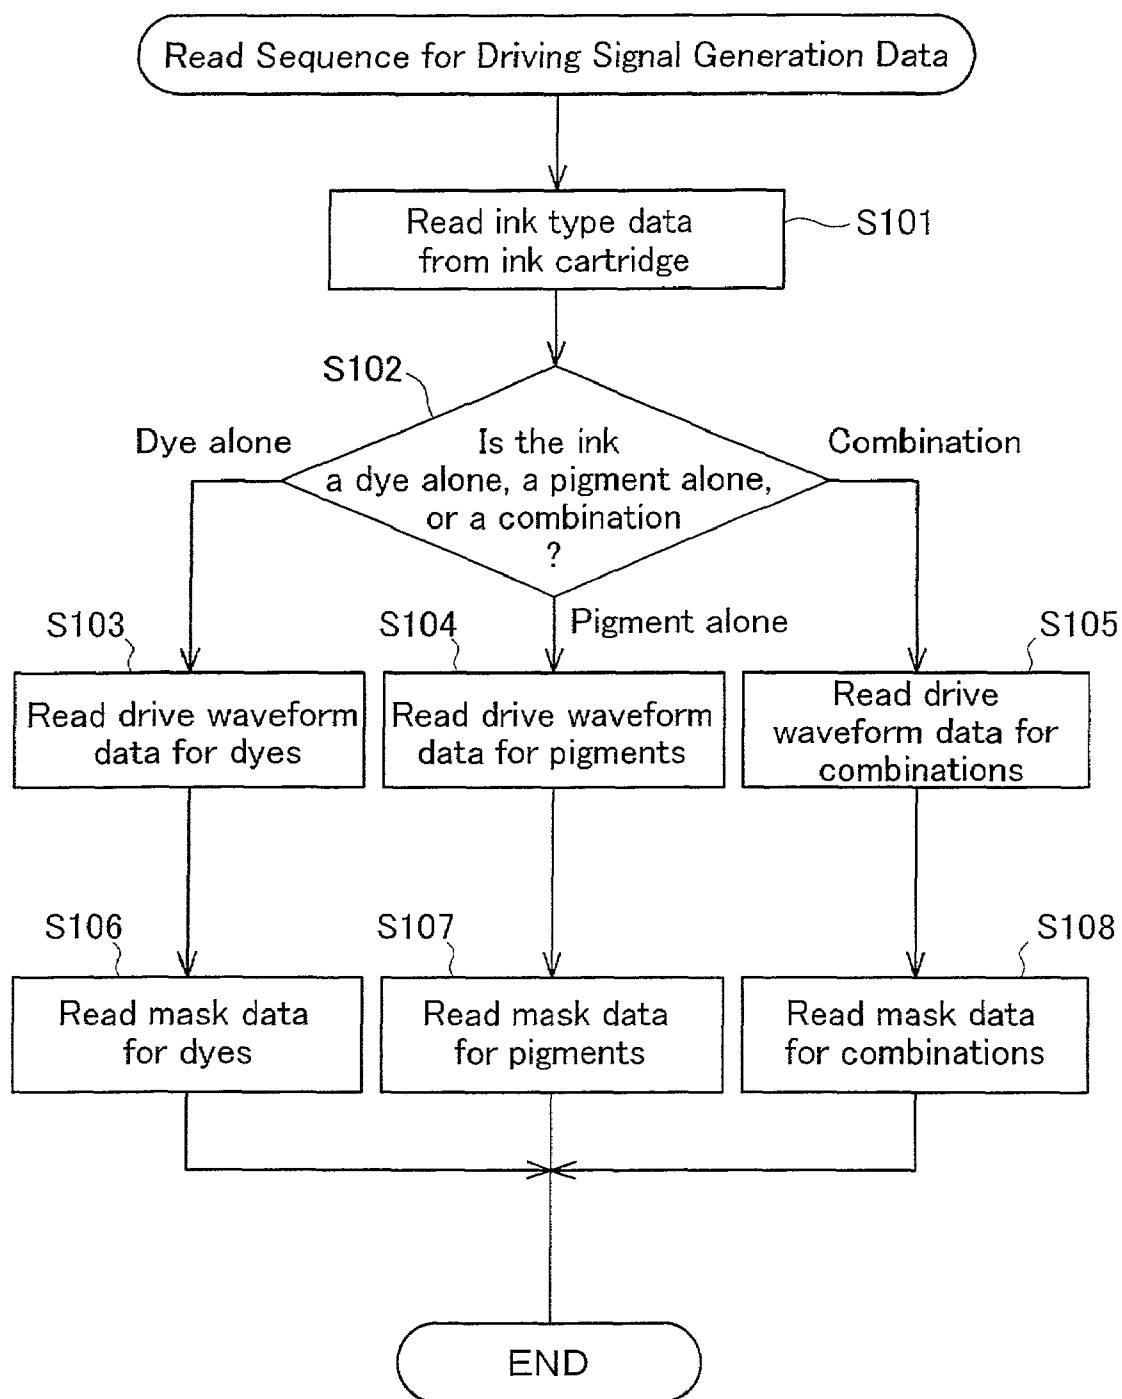 Read Sequence for Driving Signal Generation Data
Read ink type data
from ink cartridge
S101
S102
Dye alone
Is the ink
a dye alone, a pigment alone,
or a combination
?
Combination
Pigment alone
S103
S104
S105
Read drive waveform
data for dyes
Read drive waveform
data for pigments
Read drive
waveform data for
combinations
S106
S107
S108
Read mask data
for dyes
Read mask data
for pigments
Read mask data
for combinations
END